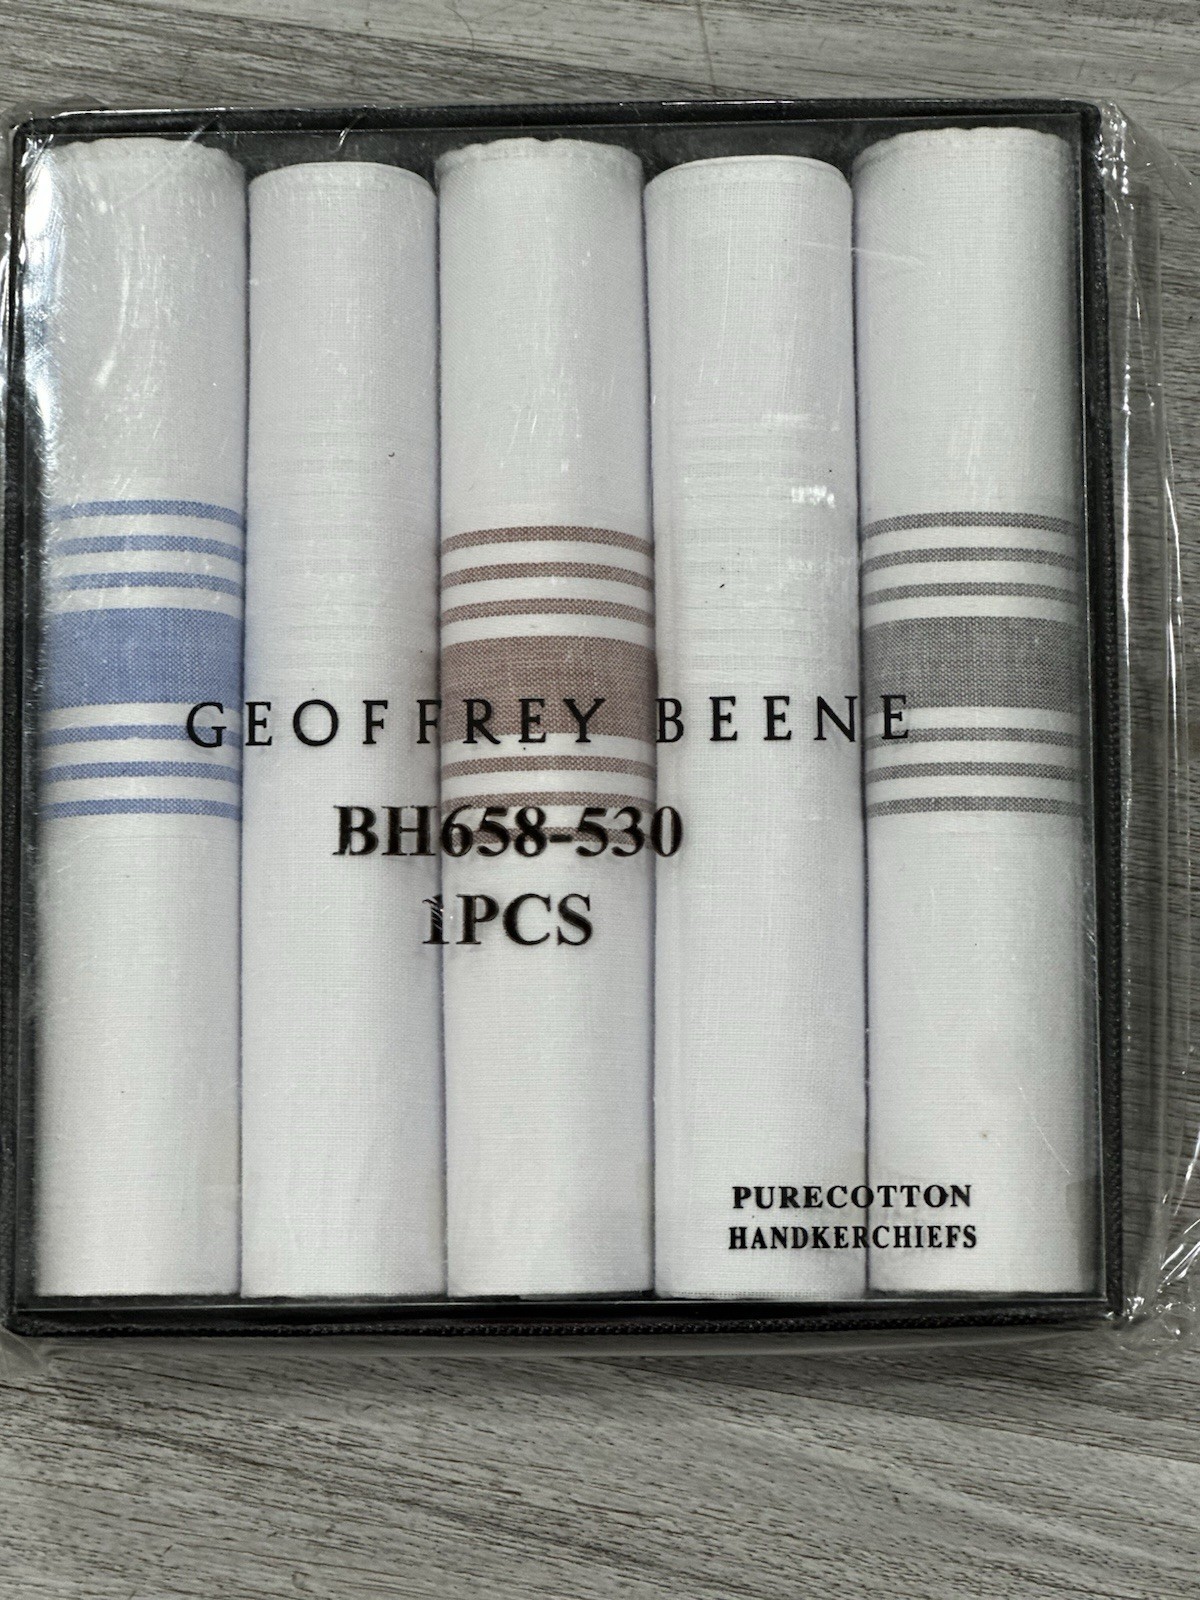 GEOFFREY BEENE
BH658-530
1PCS
PURECOTTON
HANDKERCHIEFS